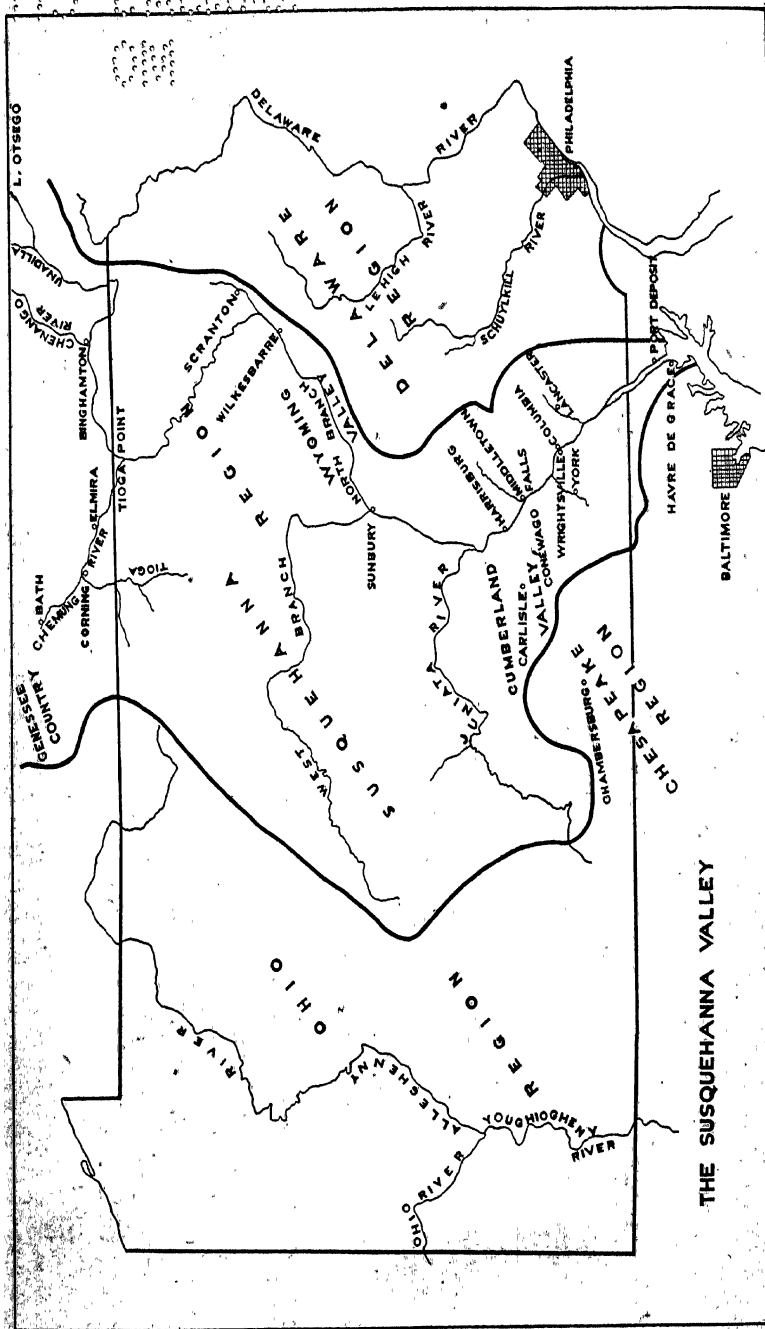 GENESSEE
COUNTRY
BATH
CHEMUNG
RIVER
CORNING
ELMIRA
TIOGA
TIOGA POINT
BINGHAMTON
CHENANGO
RIVER
UNADILLA
L. OTSEGO
SCRANTON
WILKESBARRE
WYOMING
VALLEY
NORTH BRANCH
SUSQUEHANNA REGION
WEST BRANCH
SUNBURY
DELAWARE
RIVER
DELAWARE
REGION
LEHIGH
RIVER
SCHUYLKILL
RIVER
PHILADELPHIA
OHIO
REGION
ALLEGHENY
RIVER
OHIO RIVER
YOUGHIOGHENY
RIVER
JUNIATA RIVER
HARRISBURG
MIDDLETOWN
CUMBERLAND
VALLEY
CARLISLE
CONEWAGO
FALLS
WRIGHTSVILLE
COLUMBIA
LANCASTER
YORK
CHAMBERSBURG
CHESAPEAKE
REGION
PORT DEPOSIT
HAVRE DE GRACE
BALTIMORE
THE SUSQUEHANNA VALLEY